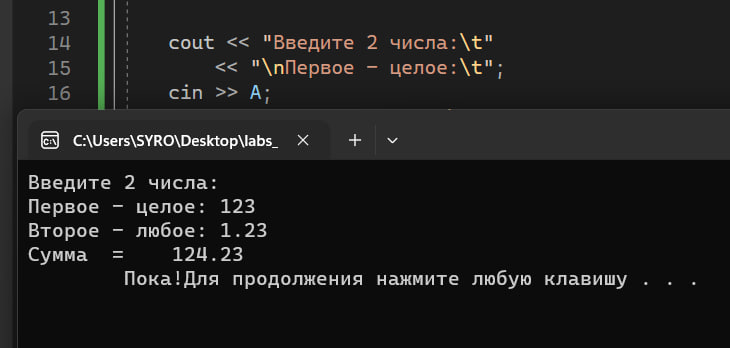 13
14 cout << "Введите 2 числа:\t"
15 << "\nПервое - целое:\t";
16 cin >> A;
C:\Users\SYRO\Desktop\labs_
Введите 2 числа:
Первое - целое: 123
Второе - любое: 1.23
Сумма = 124.23
Пока!Для продолжения нажмите любую клавишу . . .